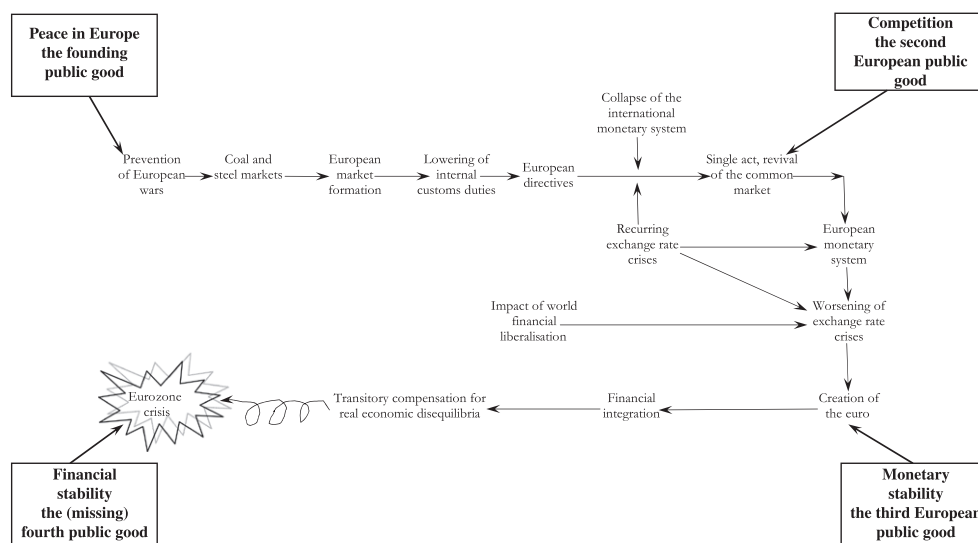 Peace in Europe
the founding
public good
Competition
the second
European public
good
Collapse of the
international
monetary system
Prevention
of European
wars
Coal and
steel markets
European
market
formation
Lowering of
internal
customs duties
European
directives
Single act, revival
of the common
market
Recurring
exchange rate
crises
European
monetary
system
Impact of world
financial
liberalisation
Worsening of
exchange rate
crises
Eurozone
crisis
Transitory compensation for
real economic disequilibria
Financial
integration
Creation of
the euro
Financial
stability
the (missing)
fourth public good
Monetary
stability
the third European
public good